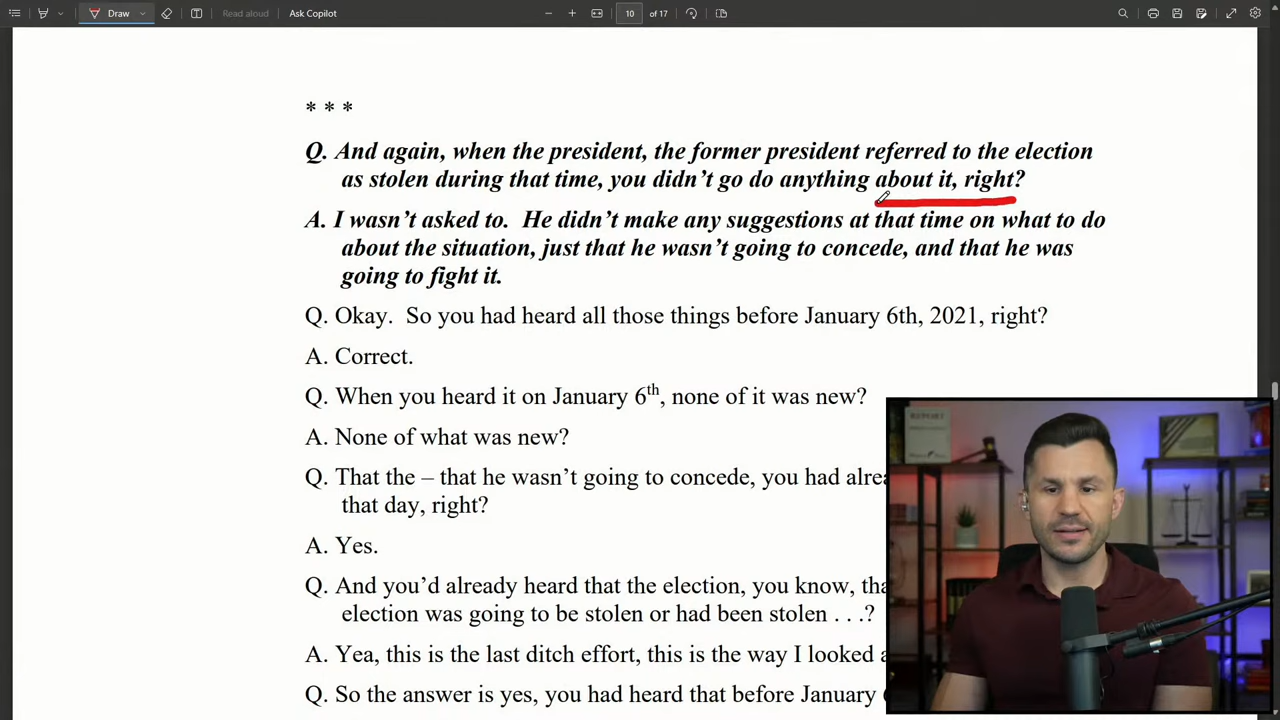 Draw
Read aloud
Ask Copilot
10
of 17
* * *
Q. And again, when the president, the former president referred to the election
as stolen during that time, you didn’t go do anything about it, right?
A. I wasn’t asked to. He didn’t make any suggestions at that time on what to do
about the situation, just that he wasn’t going to concede, and that he was
going to fight it.
Q. Okay. So you had heard all those things before January 6th, 2021, right?
A. Correct.
Q. When you heard it on January 6th, none of it was new?
A. None of what was new?
Q. That the – that he wasn’t going to concede, you had
that day, right?
A. Yes.
Q. And you’d already heard that the election, you know,
election was going to be stolen or had been stolen . . .?
A. Yea, this is the last ditch effort, this is the way I looked
Q. So the answer is yes, you had heard that before January